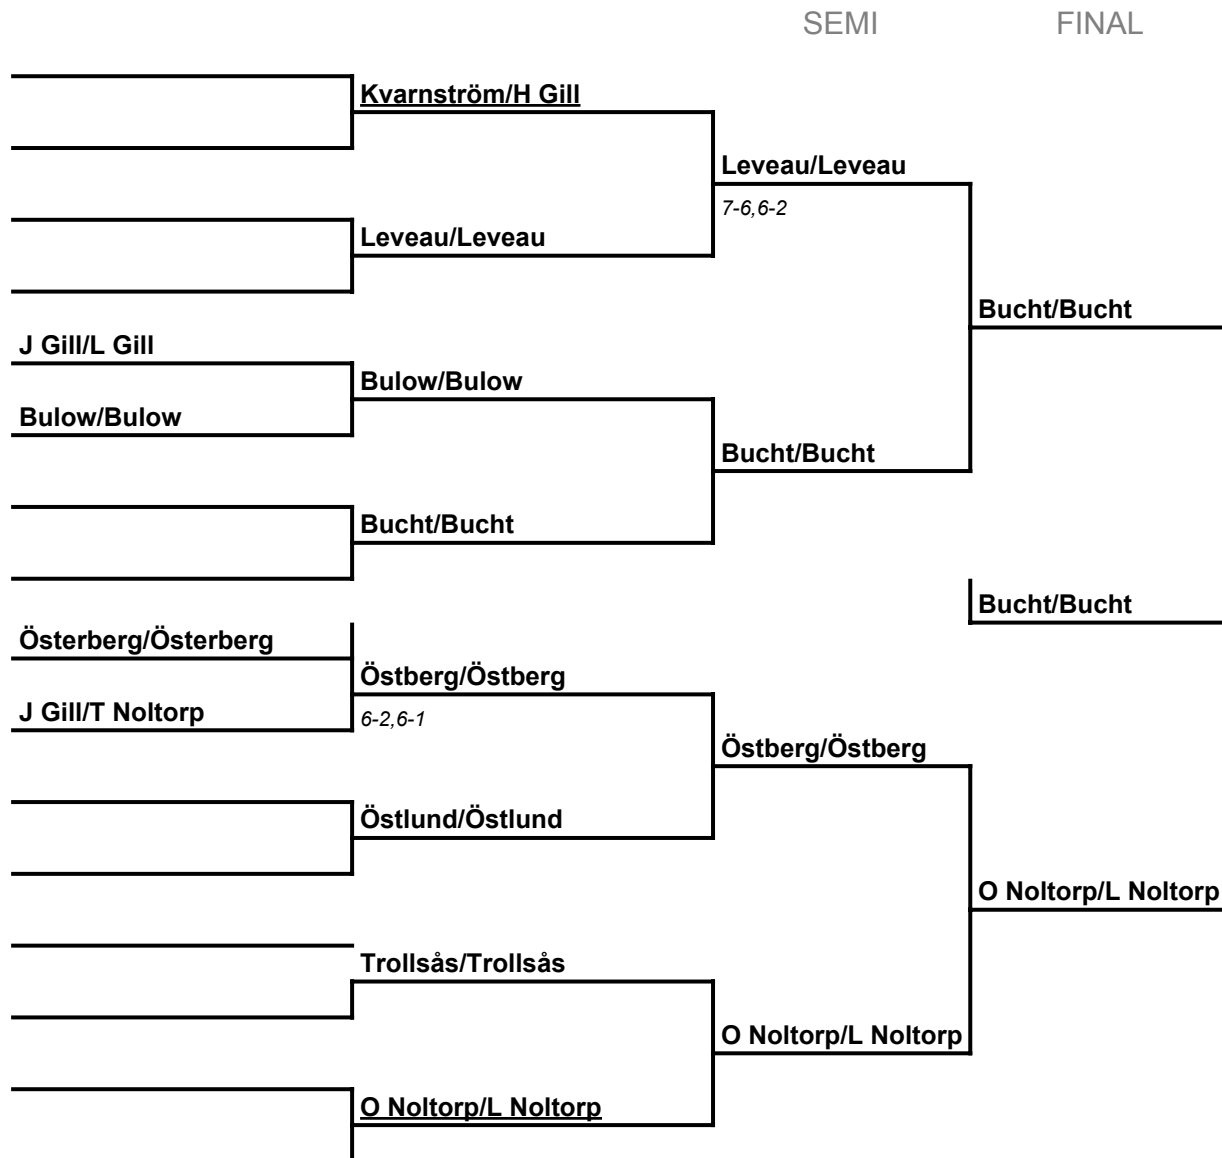 SEMI FINAL
Kvarnström/H Gill
Leveau/Leveau
7-6,6-2
Leveau/Leveau
Bucht/Bucht
J Gill/L Gill
Bulow/Bulow
Bulow/Bulow
Bucht/Bucht
Bucht/Bucht
Bucht/Bucht
Österberg/Österberg
Östberg/Östberg
J Gill/T Noltorp
6-2,6-1
Östberg/Östberg
Östlund/Östlund
O Noltorp/L Noltorp
Trollsås/Trollsås
O Noltorp/L Noltorp
O Noltorp/L Noltorp